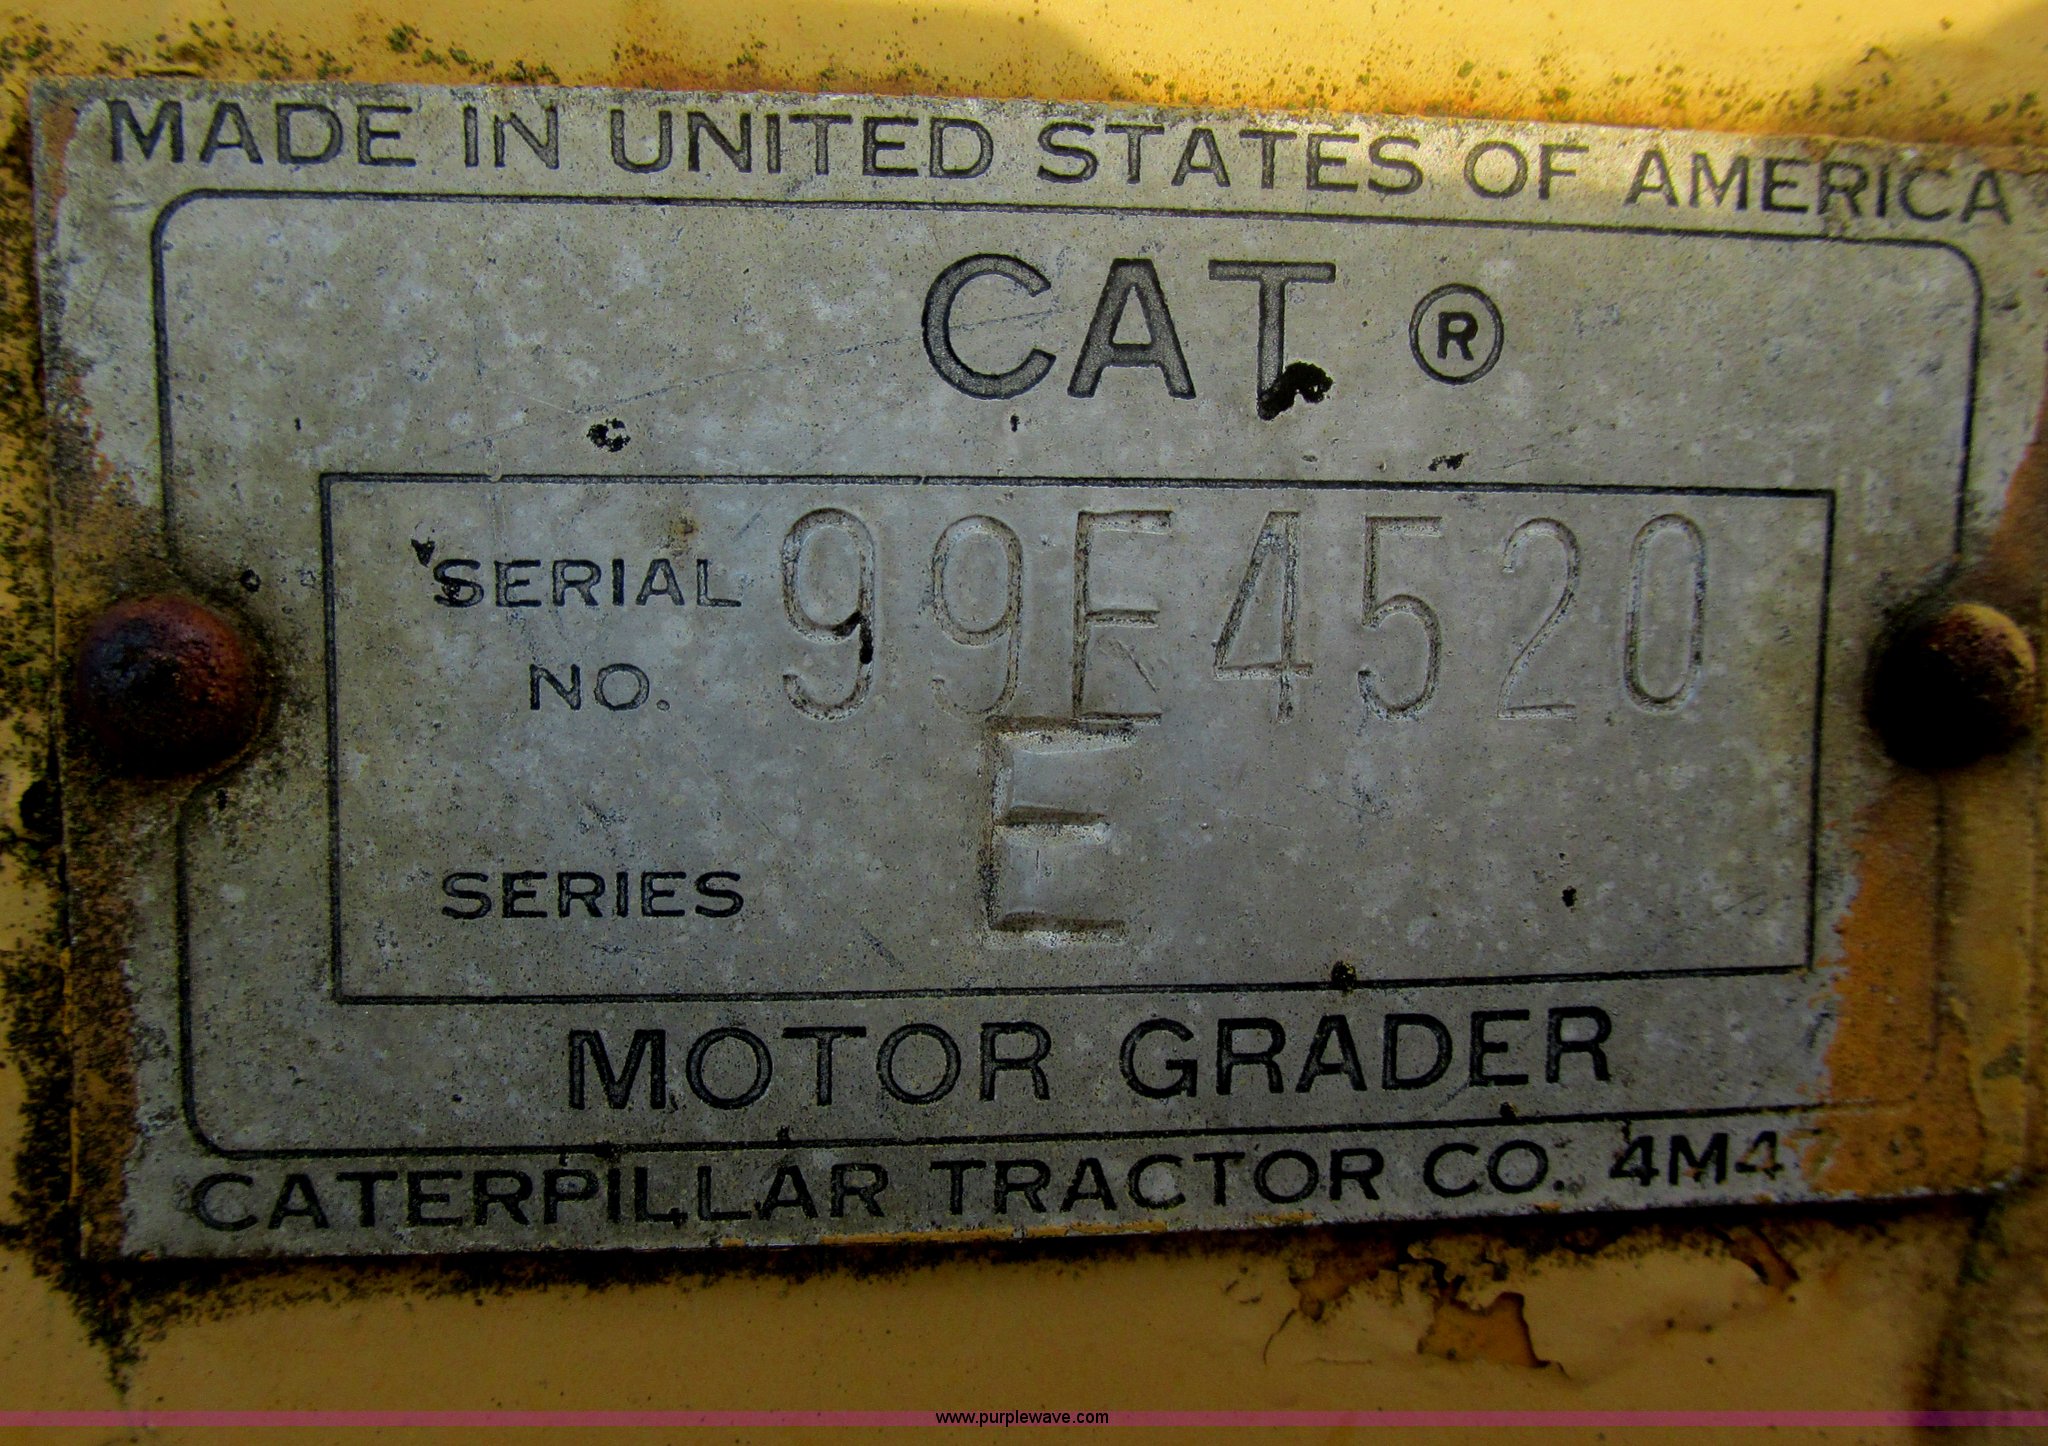 MADE IN UNITED STATES OF AMERICA
CAT ®
SERIAL NO. 99E4520
SERIES E
MOTOR GRADER
CATERPILLAR TRACTOR CO.
www.purplewave.com